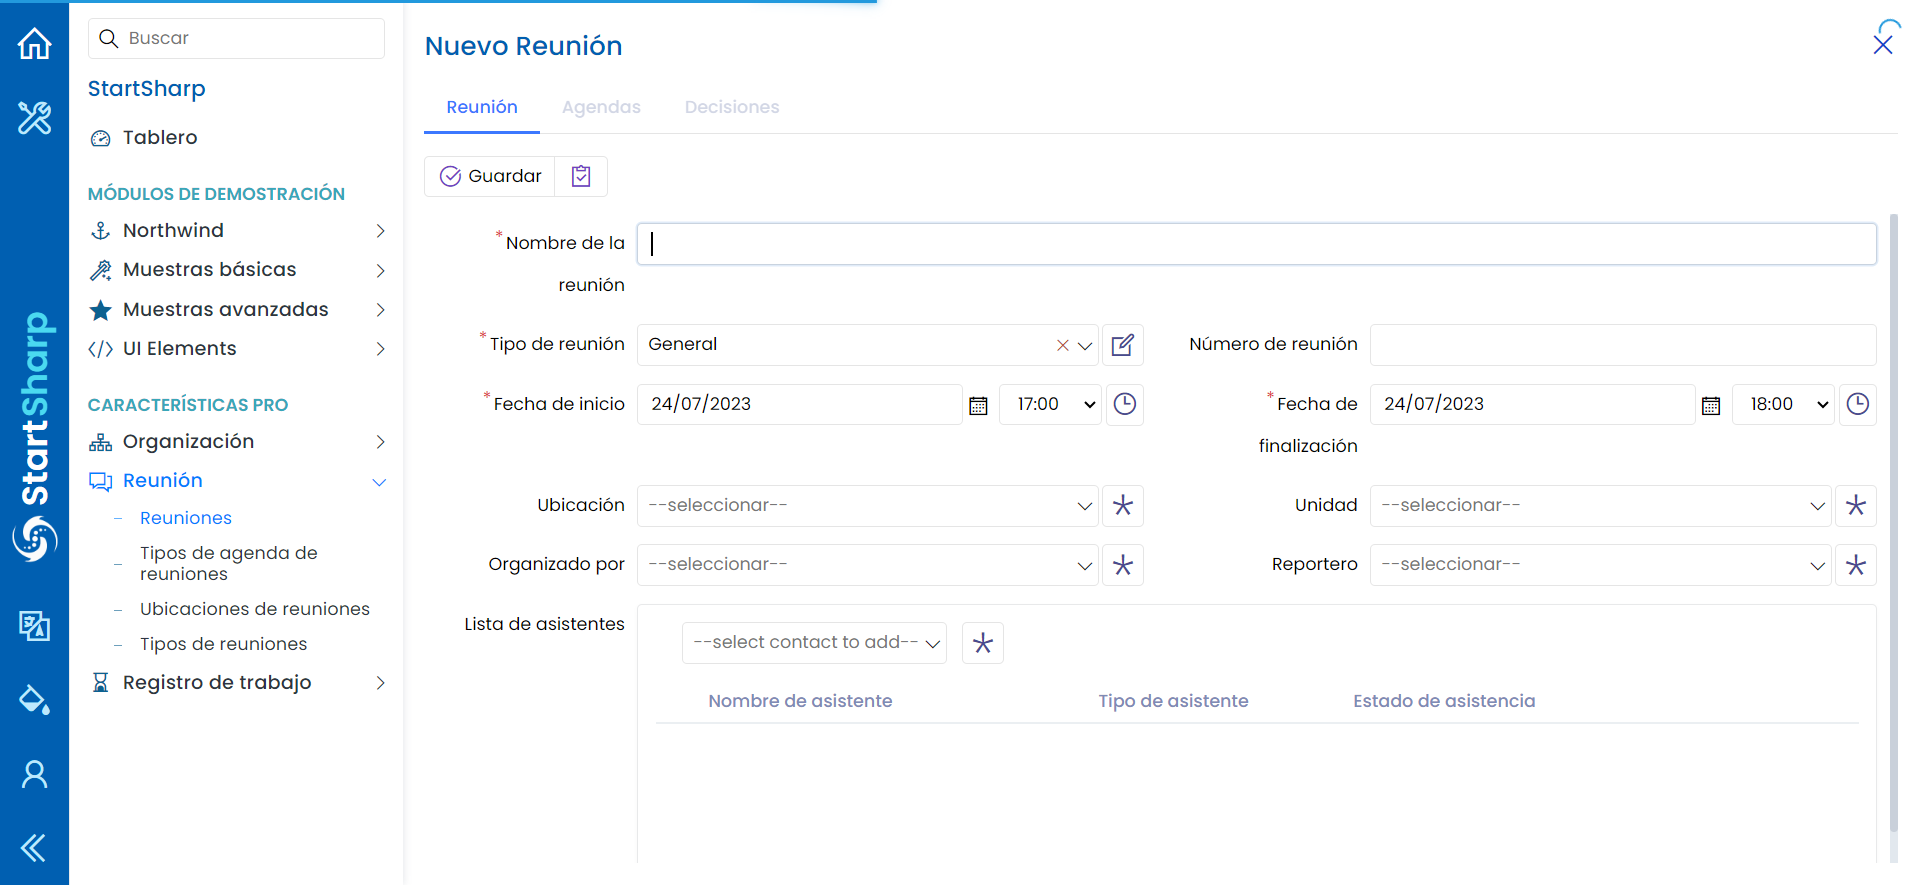 StartSharp
Buscar
StartSharp
Tablero
MÓDULOS DE DEMOSTRACIÓN
Northwind
Muestras básicas
Muestras avanzadas
UI Elements
CARACTERÍSTICAS PRO
Organización
Reunión
Reuniones
Tipos de agenda de
reuniones
Ubicaciones de reuniones
Tipos de reuniones
Registro de trabajo
Nuevo Reunión
Reunión Agendas Decisiones
Guardar
*Nombre de la
reunión
*Tipo de reunión General Número de reunión
*Fecha de inicio 24/07/2023 17:00 *Fecha de
finalización 24/07/2023 18:00
Ubicación --seleccionar-- Unidad --seleccionar--
Organizado por --seleccionar-- Reportero --seleccionar--
Lista de asistentes --select contact to add--
Nombre de asistente Tipo de asistente Estado de asistencia